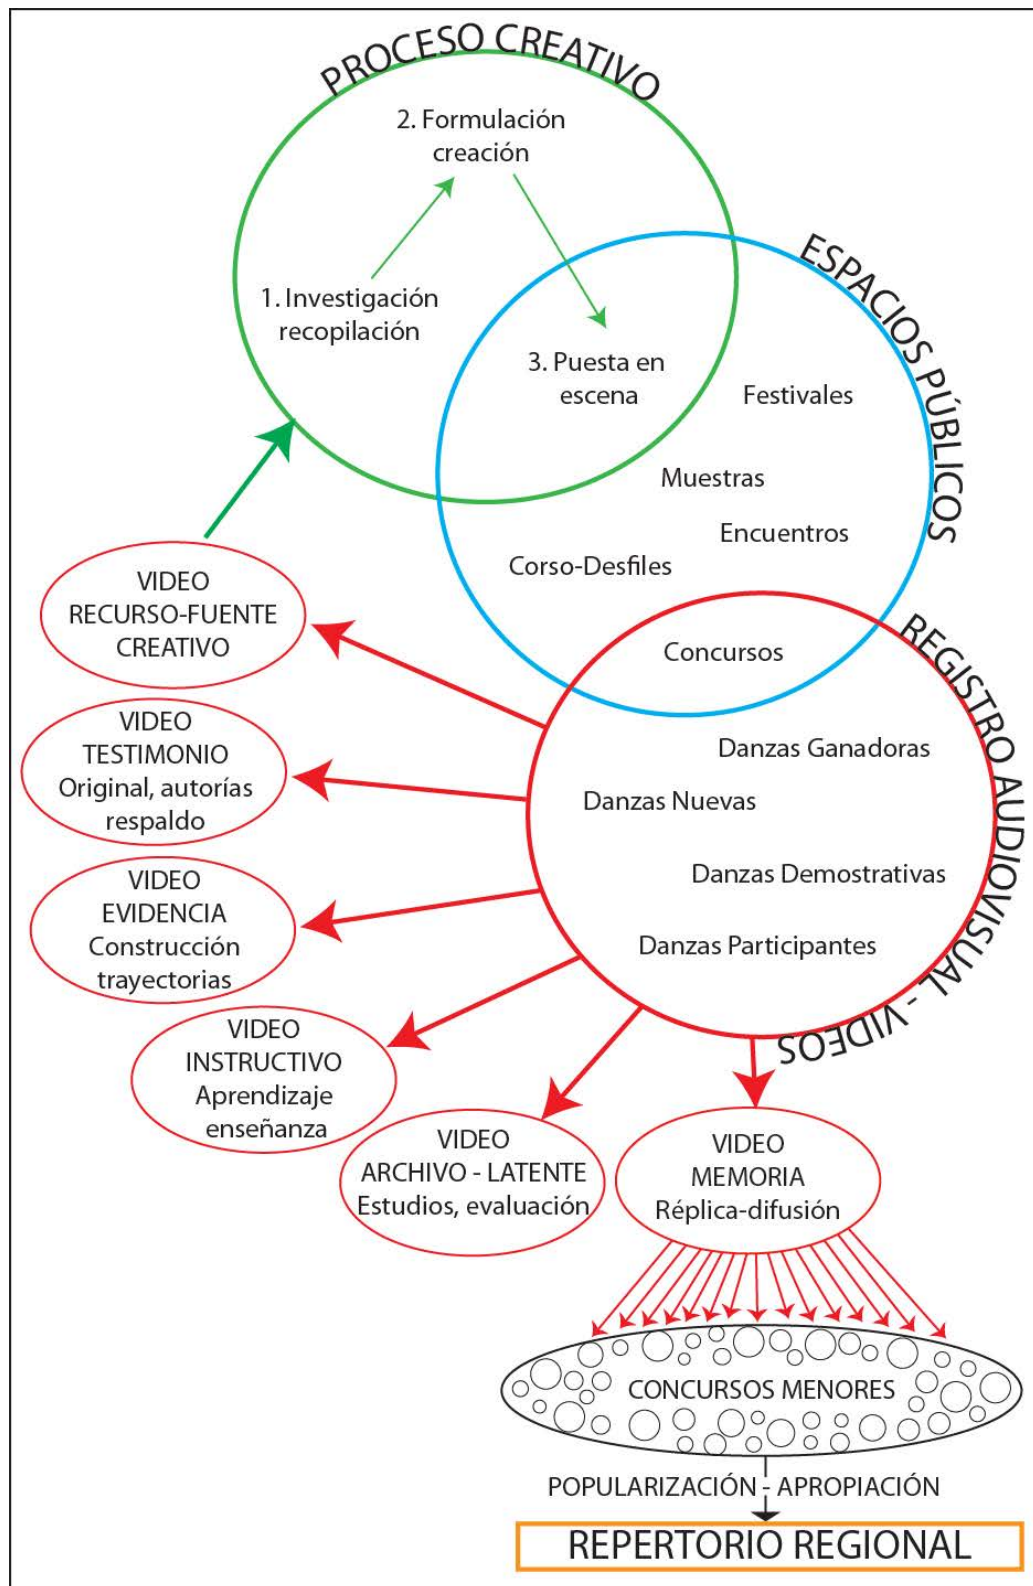 PROCESO CREATIVO
2. Formulación
creación
1. Investigación
recopilación
3. Puesta en
escena
ESPACIOS PÚBLICOS
Festivales
Muestras
Encuentros
Corso-Desfiles
Concursos
REGISTRO AUDIOVISUAL - VIDEOS
Danzas Ganadoras
Danzas Nuevas
Danzas Demostrativas
Danzas Participantes
VIDEO
RECURSO-FUENTE
CREATIVO
VIDEO
TESTIMONIO
Original, autorías
respaldo
VIDEO
EVIDENCIA
Construcción
trayectorias
VIDEO
INSTRUCTIVO
Aprendizaje
enseñanza
VIDEO
ARCHIVO - LATENTE
Estudios, evaluación
VIDEO
MEMORIA
Réplica-difusión
CONCURSOS MENORES
POPULARIZACIÓN - APROPIACIÓN
REPERTORIO REGIONAL